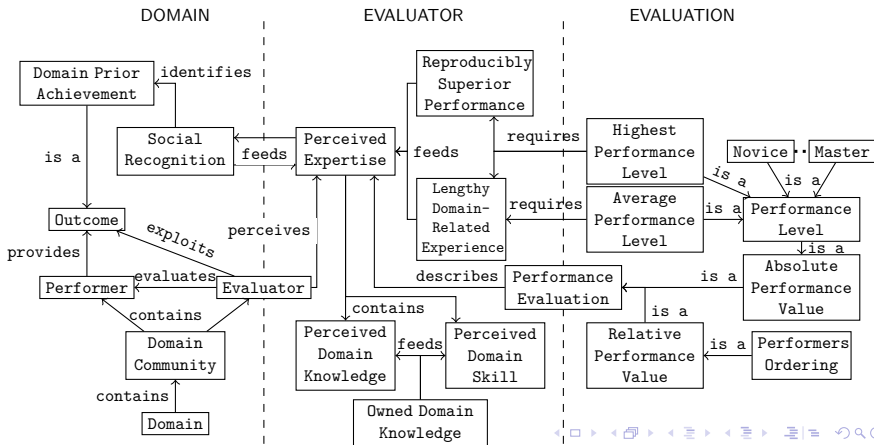 DOMAIN
EVALUATOR
EVALUATION
Domain Prior
Achievement
identifies
Social
Recognition
feeds
is a
Outcome
exploits
provides
Performer
evaluates
Evaluator
perceives
contains
Domain
Community
contains
Domain
Perceived
Expertise
feeds
Reproducibly
Superior
Performance
Lengthy
Domain-
Related
Experience
requires
requires
describes
Performance
Evaluation
contains
Perceived
Domain
Knowledge
feeds
Perceived
Domain
Skill
Owned Domain
Knowledge
Highest
Performance
Level
Average
Performance
Level
is a
is a
Novice
Master
is a
is a
Performance
Level
is a
Absolute
Performance
Value
is a
is a
Relative
Performance
Value
is a
Performers
Ordering